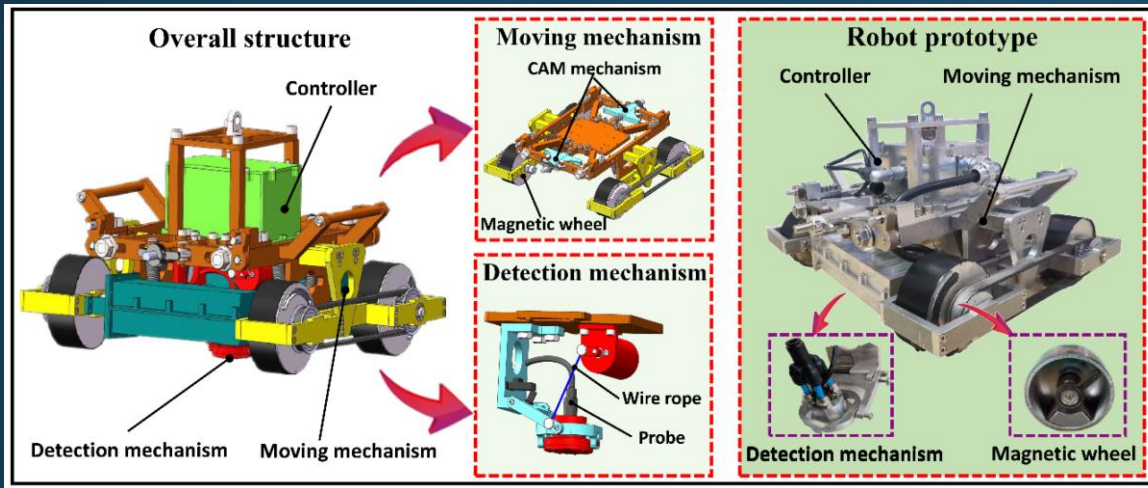 Overall structure
Controller
Detection mechanism
Moving mechanism
Moving mechanism
CAM mechanism
Magnetic wheel
Detection mechanism
Wire rope
Probe
Robot prototype
Controller
Moving mechanism
Detection mechanism
Magnetic wheel